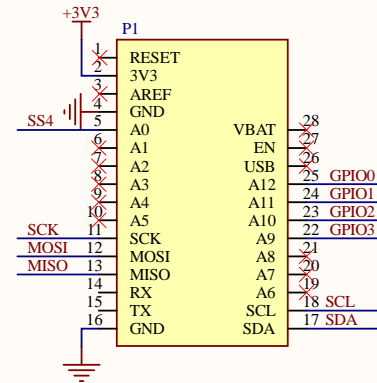 +3V3
P1
1 RESET
2 3V3
3 AREF
4 GND
SS4 5 A0 VBAT 28
6 A1 EN 27
7 A2 USB 26
8 A3 A12 25 GPIO0
9 A4 A11 24 GPIO1
10 A5 A10 23 GPIO2
SCK 11 SCK A9 22 GPIO3
MOSI 12 MOSI A8 21
MISO 13 MISO A7 20
14 RX A6 19
15 TX SCL 18 SCL
16 GND SDA 17 SDA